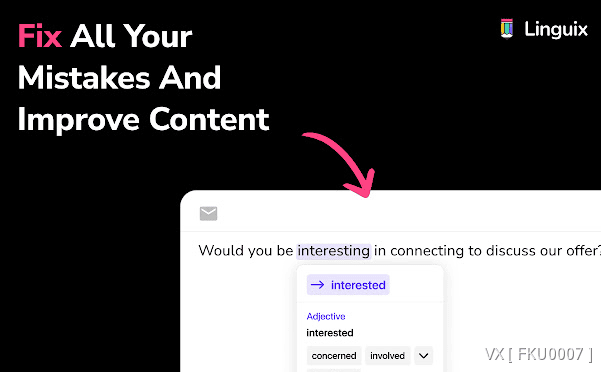 Fix All Your
Mistakes And
Improve Content
Linguix
Would you be interesting in connecting to discuss our offer?
→ interested
Adjective
interested
concerned
involved
VX [ FKU0007 ]